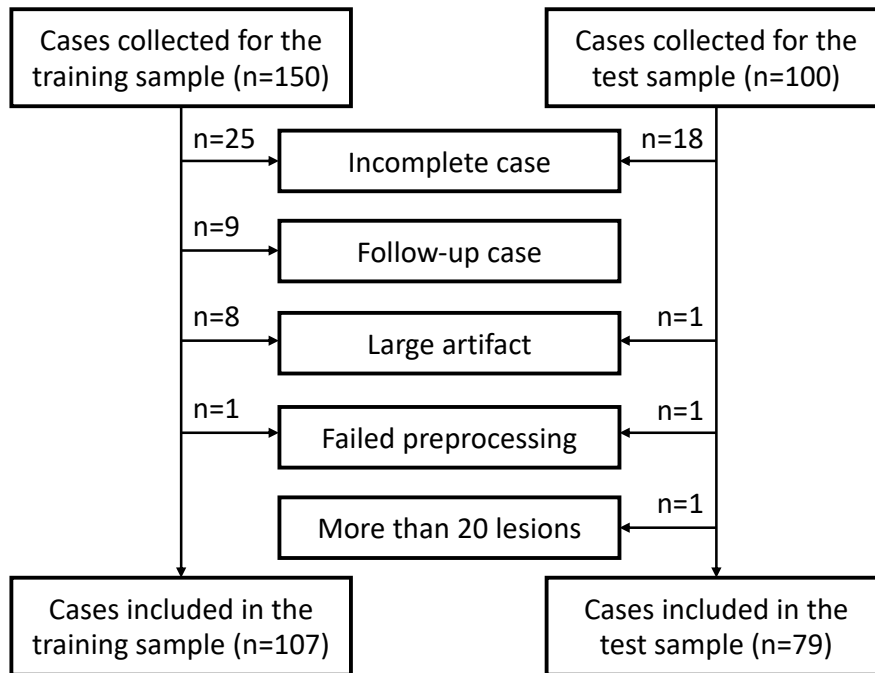 Cases collected for the
training sample (n=150)
Cases collected for the
test sample (n=100)
n=25
Incomplete case
n=18
n=9
Follow-up case
n=8
Large artifact
n=1
n=1
Failed preprocessing
n=1
More than 20 lesions
n=1
Cases included in the
training sample (n=107)
Cases included in the
test sample (n=79)